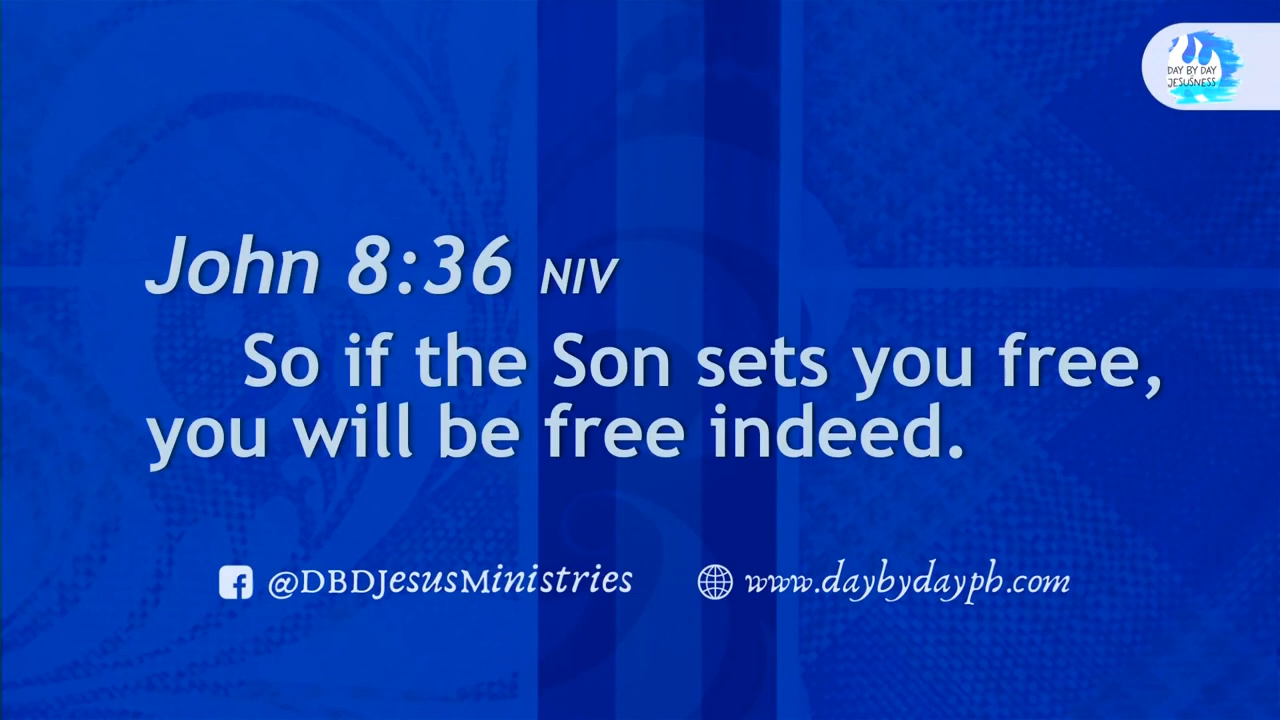 DAY BY DAY
JESUSNESS
John 8:36 NIV
So if the Son sets you free,
you will be free indeed.
@DBDJesusMinistries
www.daybydayph.com